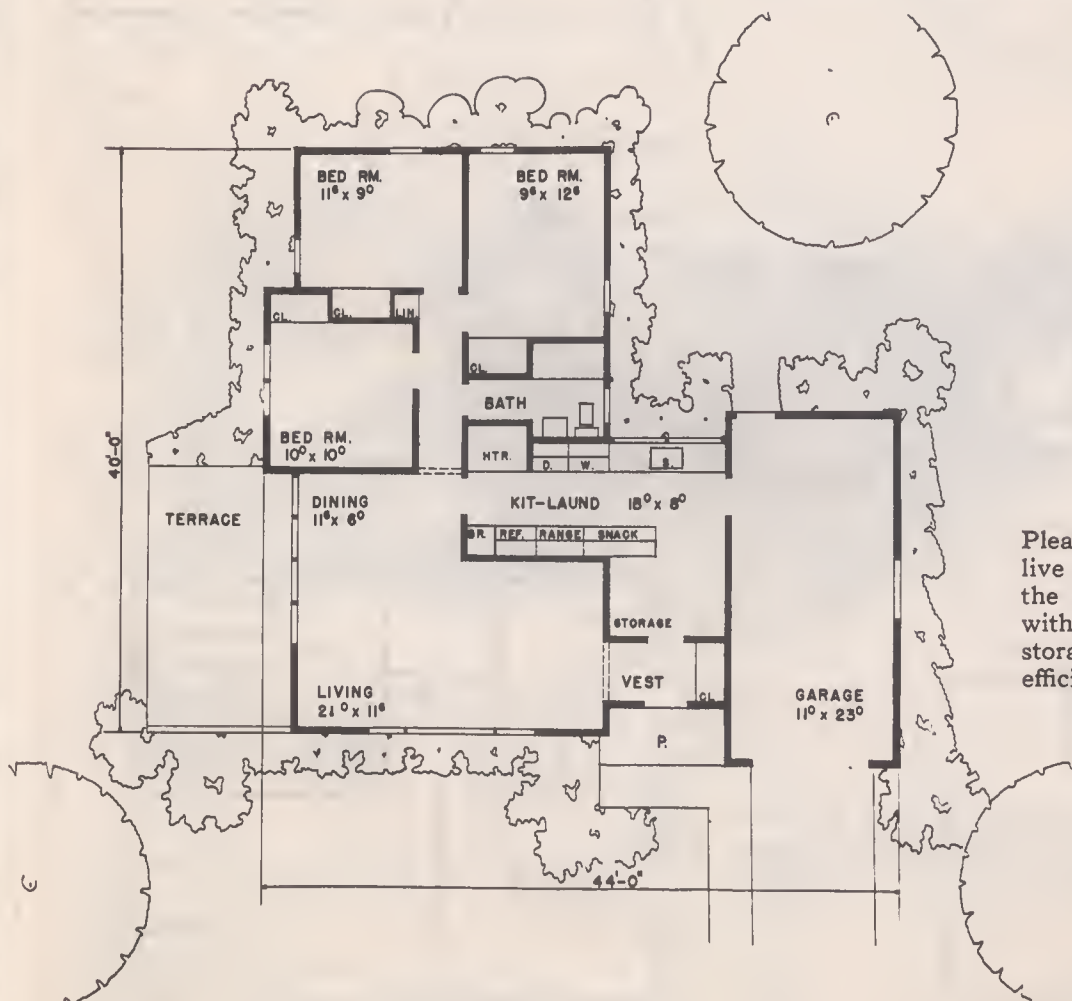 BED RM.
11⁶ x 9⁰
BED RM.
9⁶ x 12⁶
CL.
CL.
LIN.
CL.
BATH
40'-0"
BED RM.
10⁰ x 10⁰
HTR.
D.
W.
S.
TERRACE
DINING
11⁶ x 6⁰
KIT-LAUND 18⁰ x 8⁰
BR.
REF.
RANGE
SNACK
STORAGE
VEST
CL.
LIVING
21⁰ x 11⁶
P.
GARAGE
11⁰ x 23⁰
44'-0"
Plea
live
the
with
stora
effici